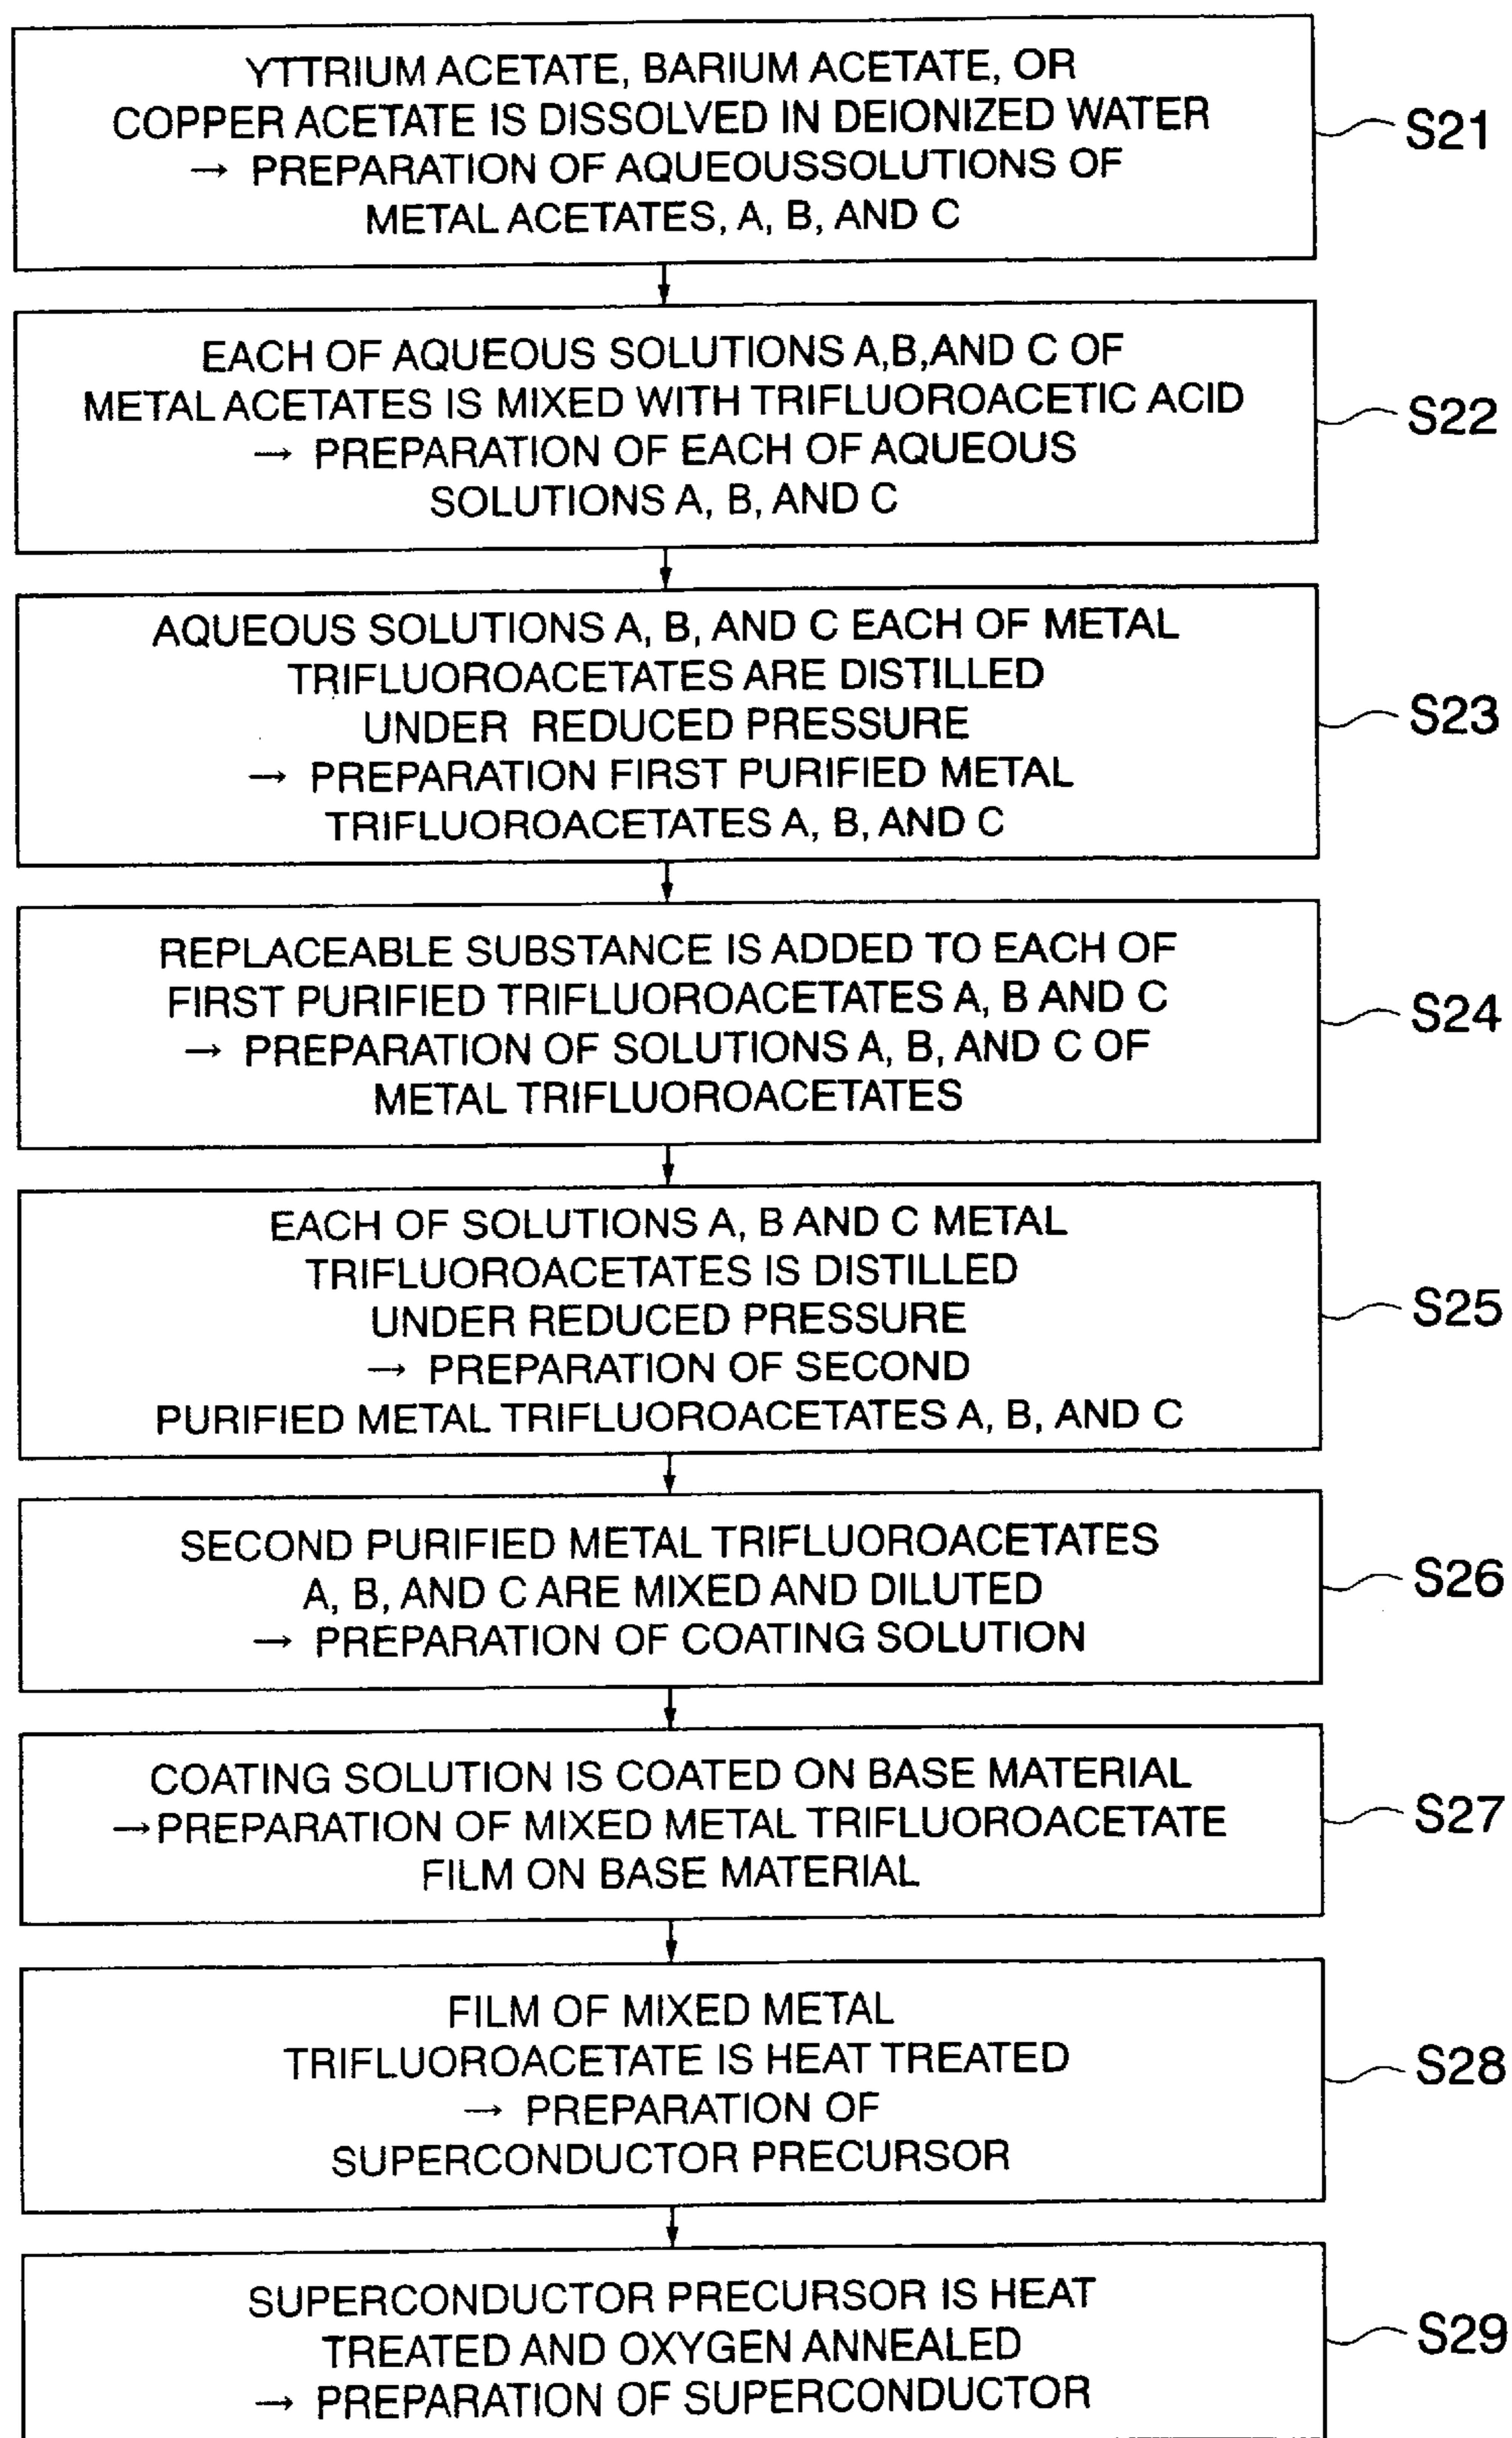 YTTRIUM ACETATE, BARIUM ACETATE, OR
COPPER ACETATE IS DISSOLVED IN DEIONIZED WATER
→ PREPARATION OF AQUEOUSSOLUTIONS OF
METAL ACETATES, A, B, AND C
S21
EACH OF AQUEOUS SOLUTIONS A,B,AND C OF
METAL ACETATES IS MIXED WITH TRIFLUOROACETIC ACID
→ PREPARATION OF EACH OF AQUEOUS
SOLUTIONS A, B, AND C
S22
AQUEOUS SOLUTIONS A, B, AND C EACH OF METAL
TRIFLUOROACETATES ARE DISTILLED
UNDER REDUCED PRESSURE
→ PREPARATION FIRST PURIFIED METAL
TRIFLUOROACETATES A, B, AND C
S23
REPLACEABLE SUBSTANCE IS ADDED TO EACH OF
FIRST PURIFIED TRIFLUOROACETATES A, B AND C
→ PREPARATION OF SOLUTIONS A, B, AND C OF
METAL TRIFLUOROACETATES
S24
EACH OF SOLUTIONS A, B AND C METAL
TRIFLUOROACETATES IS DISTILLED
UNDER REDUCED PRESSURE
→ PREPARATION OF SECOND
PURIFIED METAL TRIFLUOROACETATES A, B, AND C
S25
SECOND PURIFIED METAL TRIFLUOROACETATES
A, B, AND C ARE MIXED AND DILUTED
→ PREPARATION OF COATING SOLUTION
S26
COATING SOLUTION IS COATED ON BASE MATERIAL
→PREPARATION OF MIXED METAL TRIFLUOROACETATE
FILM ON BASE MATERIAL
S27
FILM OF MIXED METAL
TRIFLUOROACETATE IS HEAT TREATED
→ PREPARATION OF
SUPERCONDUCTOR PRECURSOR
S28
SUPERCONDUCTOR PRECURSOR IS HEAT
TREATED AND OXYGEN ANNEALED
→ PREPARATION OF SUPERCONDUCTOR
S29